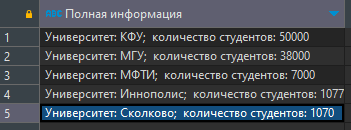 ABC Полная информация
1 Университет: КФУ; количество студентов: 50000
2 Университет: МГУ; количество студентов: 38000
3 Университет: МФТИ; количество студентов: 7000
4 Университет: Иннополис; количество студентов: 1077
5 Университет: Сколково; количество студентов: 1070